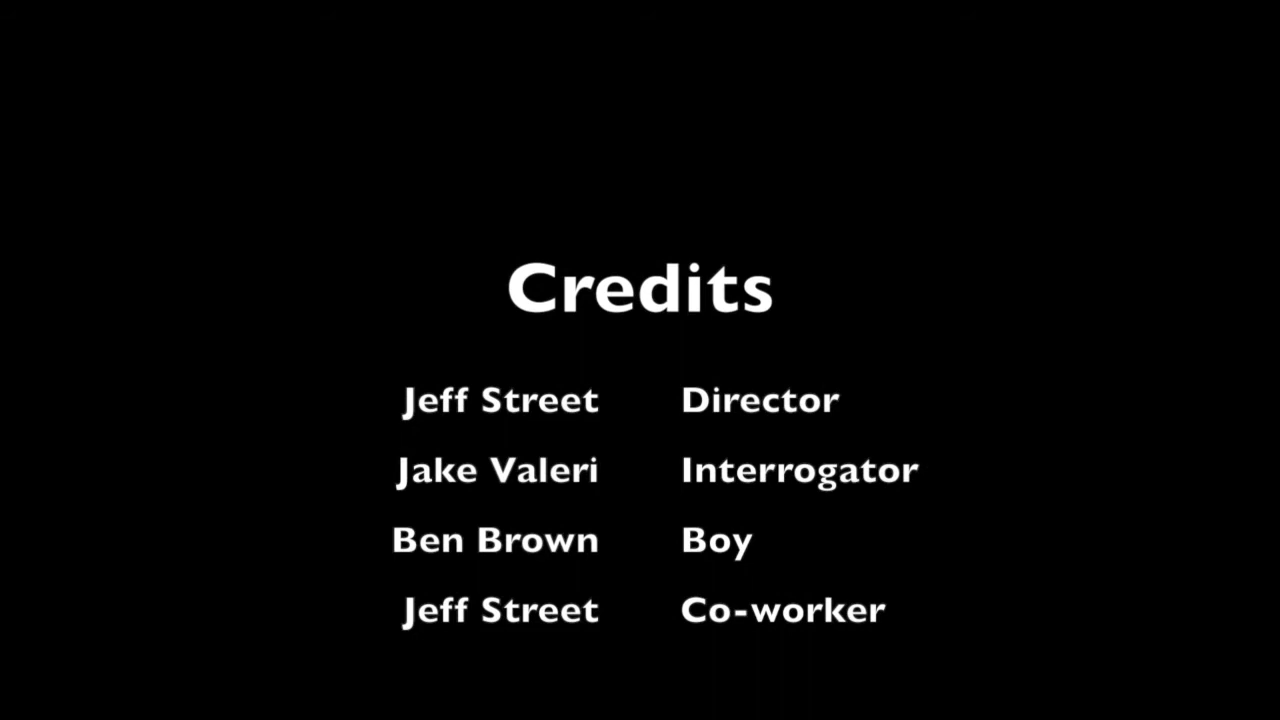 Credits
Jeff Street Director
Jake Valeri Interrogator
Ben Brown Boy
Jeff Street Co-worker